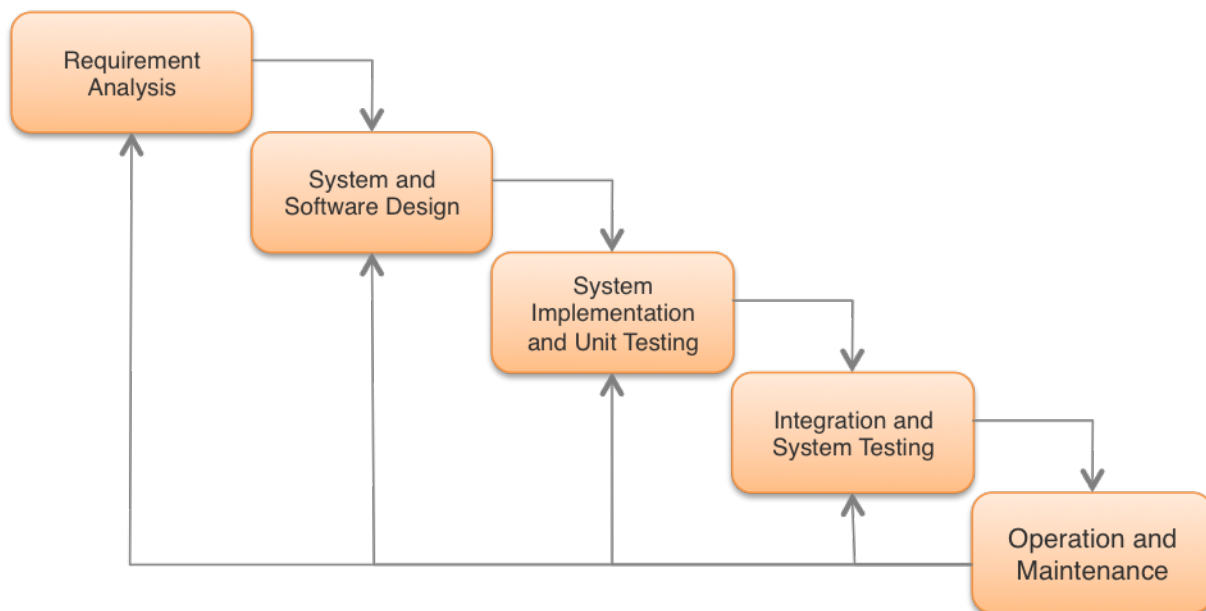 Requirement
Analysis
System and
Software Design
System
Implementation
and Unit Testing
Integration and
System Testing
Operation and
Maintenance